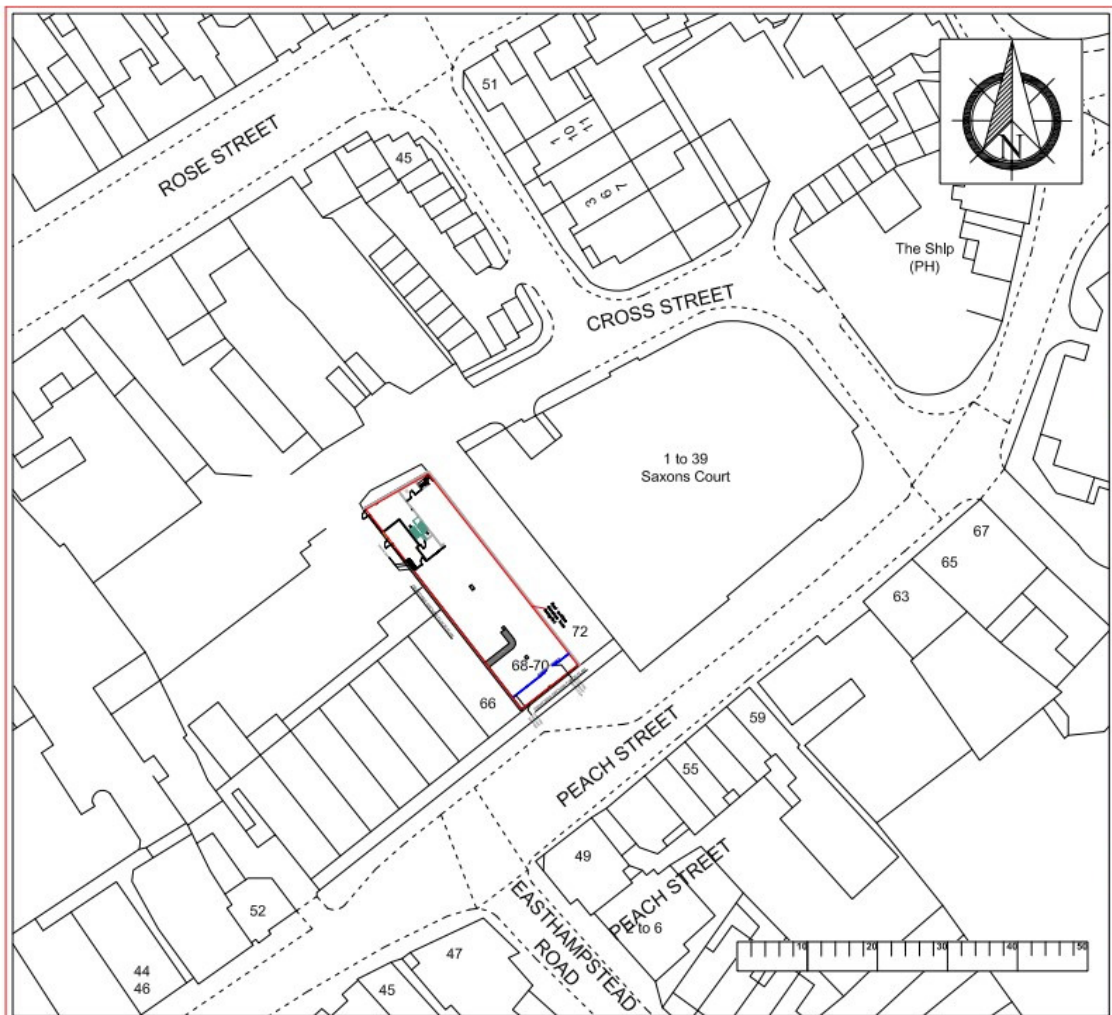 ROSE STREET
51
10
11
1
3
6
7
45
N
The ShIp
(PH)
CROSS STREET
1 to 39
Saxons Court
67
65
63
72
68-70
66
PEACH STREET
59
55
49
PEACH STREET
2 to 6
EASTHAMPSTEAD
ROAD
52
47
44
46
45
10
20
30
40
50